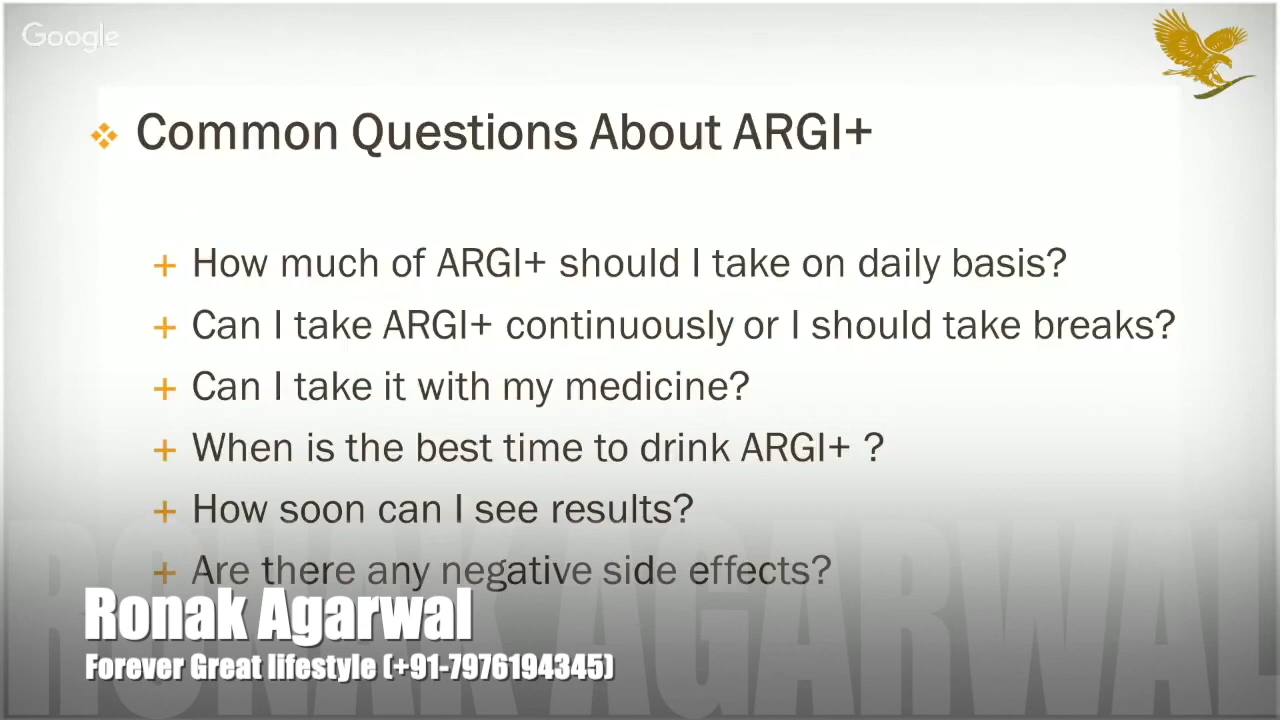 Google
Common Questions About ARGI+
+ How much of ARGI+ should I take on daily basis?
+ Can I take ARGI+ continuously or I should take breaks?
+ Can I take it with my medicine?
+ When is the best time to drink ARGI+ ?
+ How soon can I see results?
+ Are there any negative side effects?
RONAK AGARWAL
Ronak Agarwal
Forever Great lifestyle (+91-7976194345)